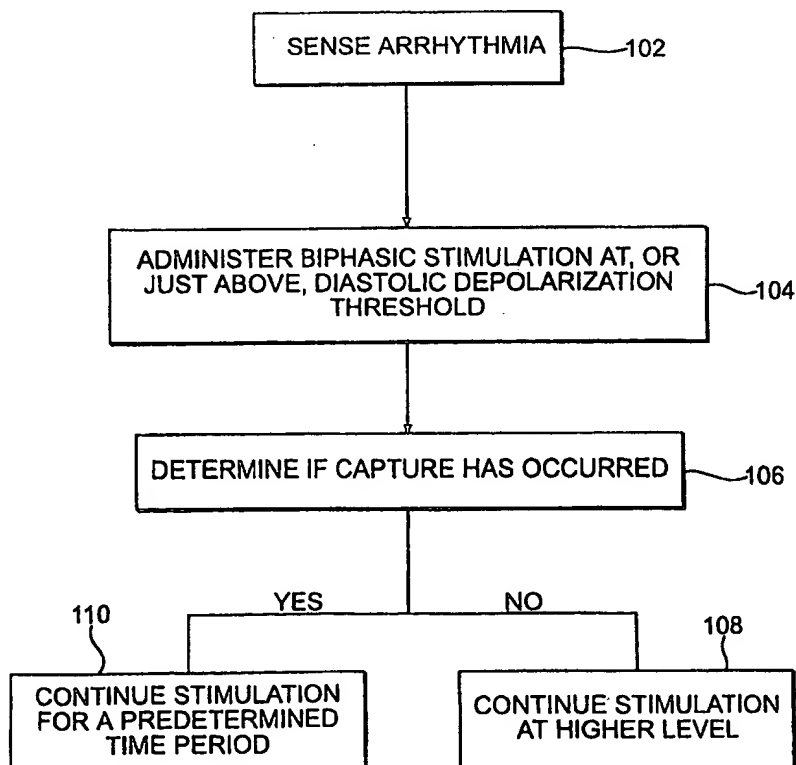 SENSE ARRHYTHMIA
102
ADMINISTER BIPHASIC STIMULATION AT, OR
JUST ABOVE, DIASTOLIC DEPOLARIZATION
THRESHOLD
104
DETERMINE IF CAPTURE HAS OCCURRED
106
YES
NO
110
108
CONTINUE STIMULATION
FOR A PREDETERMINED
TIME PERIOD
CONTINUE STIMULATION
AT HIGHER LEVEL